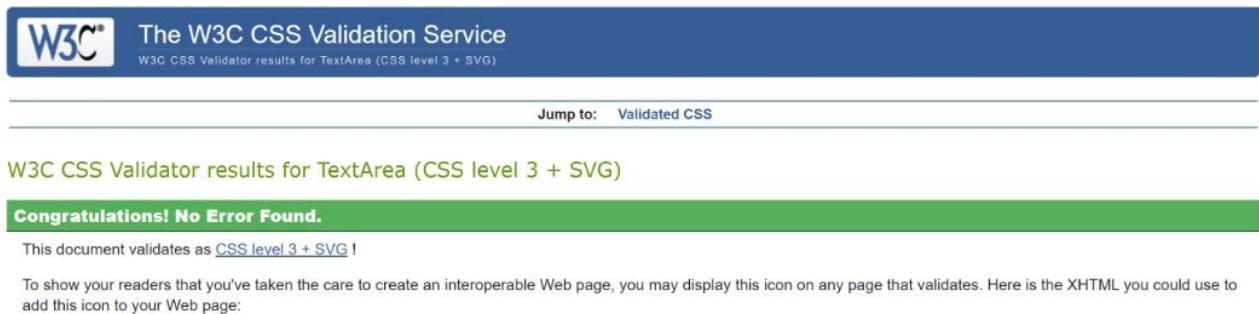 W3C®
The W3C CSS Validation Service
W3C CSS Validator results for TextArea (CSS level 3 + SVG)
Jump to: Validated CSS
W3C CSS Validator results for TextArea (CSS level 3 + SVG)
Congratulations! No Error Found.
This document validates as CSS level 3 + SVG !
To show your readers that you've taken the care to create an interoperable Web page, you may display this icon on any page that validates. Here is the XHTML you could use to
add this icon to your Web page: